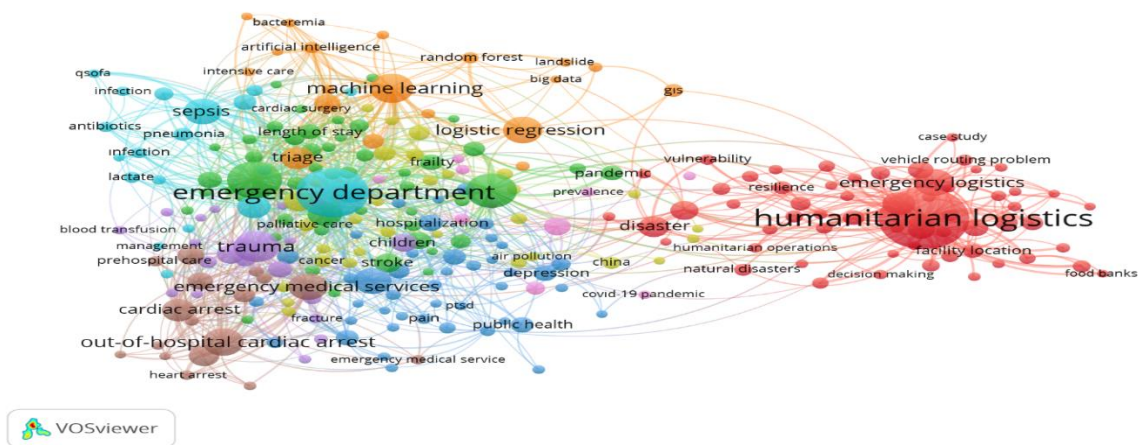 bacteremia
artificial intelligence
random forest
landslide
qsofa
intensive care
big data
infection
machine learning
gis
sepsis
cardiac surgery
antibiotics
pneumonia
length of stay
logistic regression
case study
infection
triage
frailty
vulnerability
vehicle routing problem
lactate
pandemic
resilience
emergency logistics
emergency department
prevalence
humanitarian logistics
blood transfusion
palliative care
hospitalization
disaster
management
trauma
children
humanitarian operations
facility location
prehospital care
cancer
stroke
air pollution
china
natural disasters
decision making
food banks
emergency medical services
depression
covid-19 pandemic
cardiac arrest
fracture
pain
ptsd
public health
out-of-hospital cardiac arrest
emergency medical service
heart arrest
VOSviewer